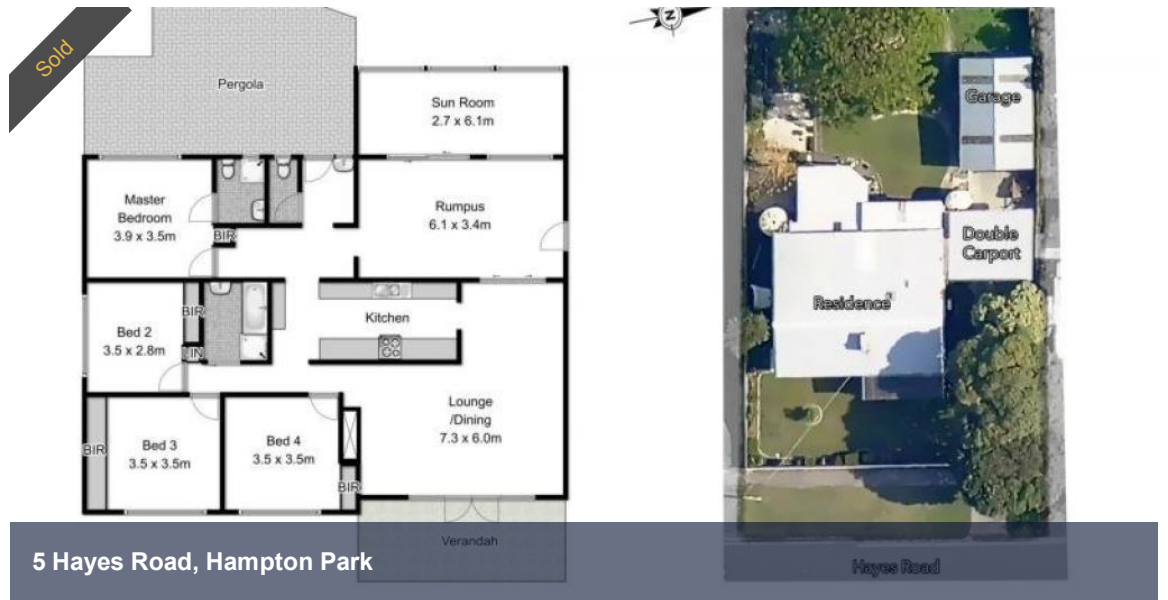 Sold
Pergola
Sun Room
2.7 x 6.1m
Master
Bedroom
3.9 x 3.5m
BIR
Rumpus
6.1 x 3.4m
Bed 2
3.5 x 2.8m
BIR
LIN
Kitchen
Lounge
/Dining
7.3 x 6.0m
BIR
Bed 3
3.5 x 3.5m
Bed 4
3.5 x 3.5m
BIR
Verandah
N
Garage
Double
Carport
Residence
Hayes Road
5 Hayes Road, Hampton Park